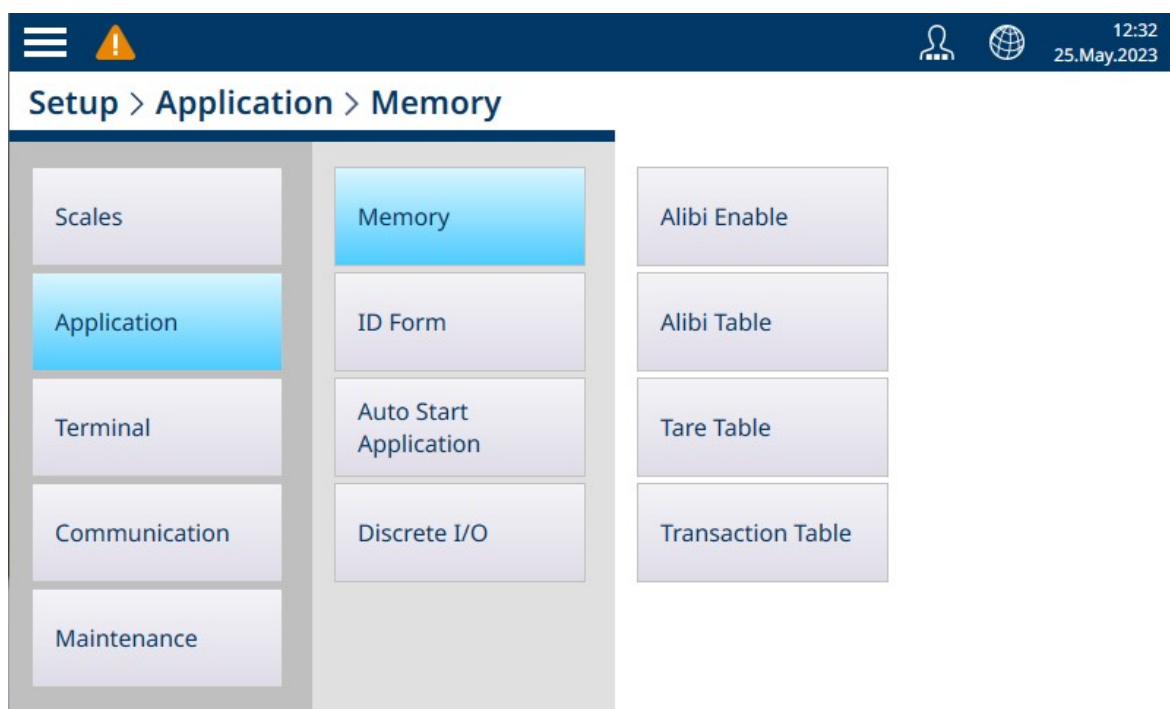 12:32
25.May.2023
Setup > Application > Memory
Scales
Application
Terminal
Communication
Maintenance
Memory
ID Form
Auto Start
Application
Discrete I/O
Alibi Enable
Alibi Table
Tare Table
Transaction Table